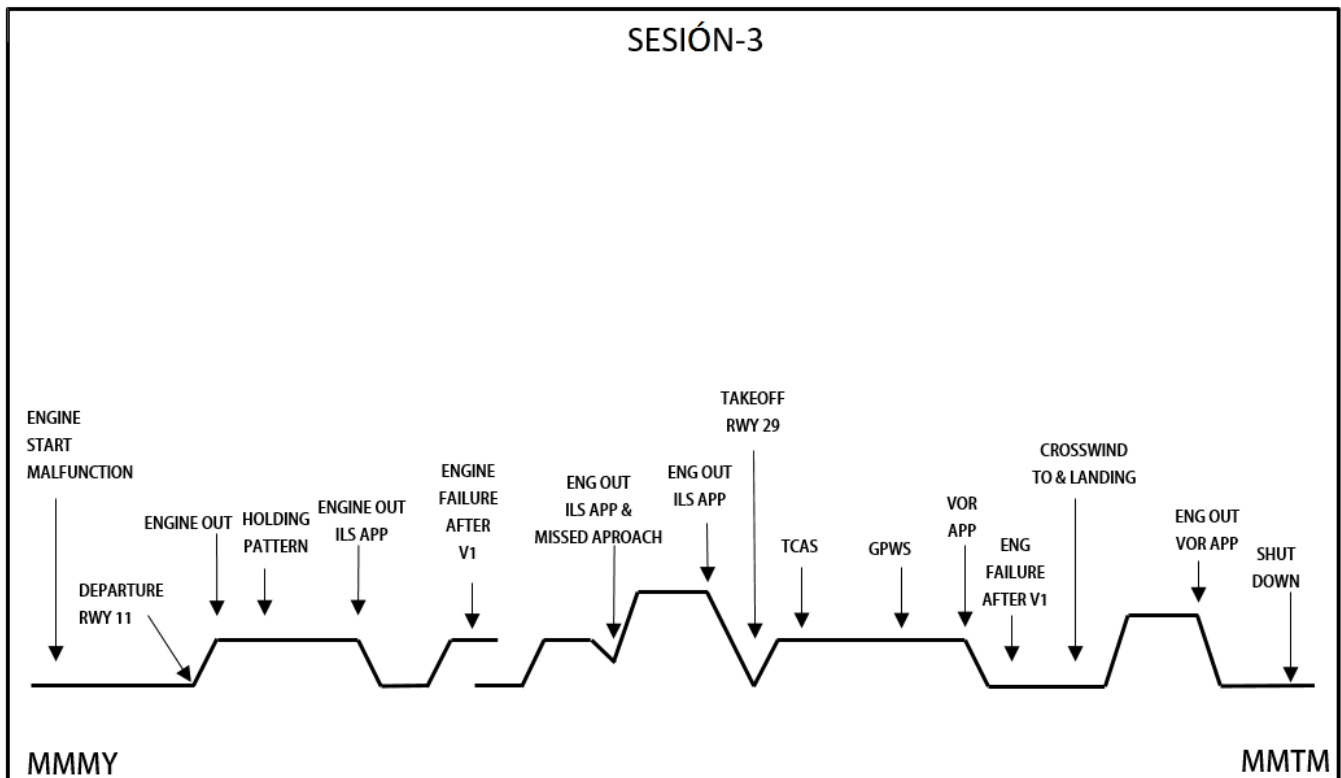 SESIÓN-3
ENGINE
START
MALFUNCTION
DEPARTURE
RWY 11
ENGINE OUT
HOLDING
PATTERN
ENGINE OUT
ILS APP
ENGINE
FAILURE
AFTER
V1
ENG OUT
ILS APP &
MISSED APROACH
ENG OUT
ILS APP
TAKEOFF
RWY 29
TCAS
GPWS
VOR
APP
ENG
FAILURE
AFTER V1
CROSSWIND
TO & LANDING
ENG OUT
VOR APP
SHUT
DOWN
MMMY
MMTM